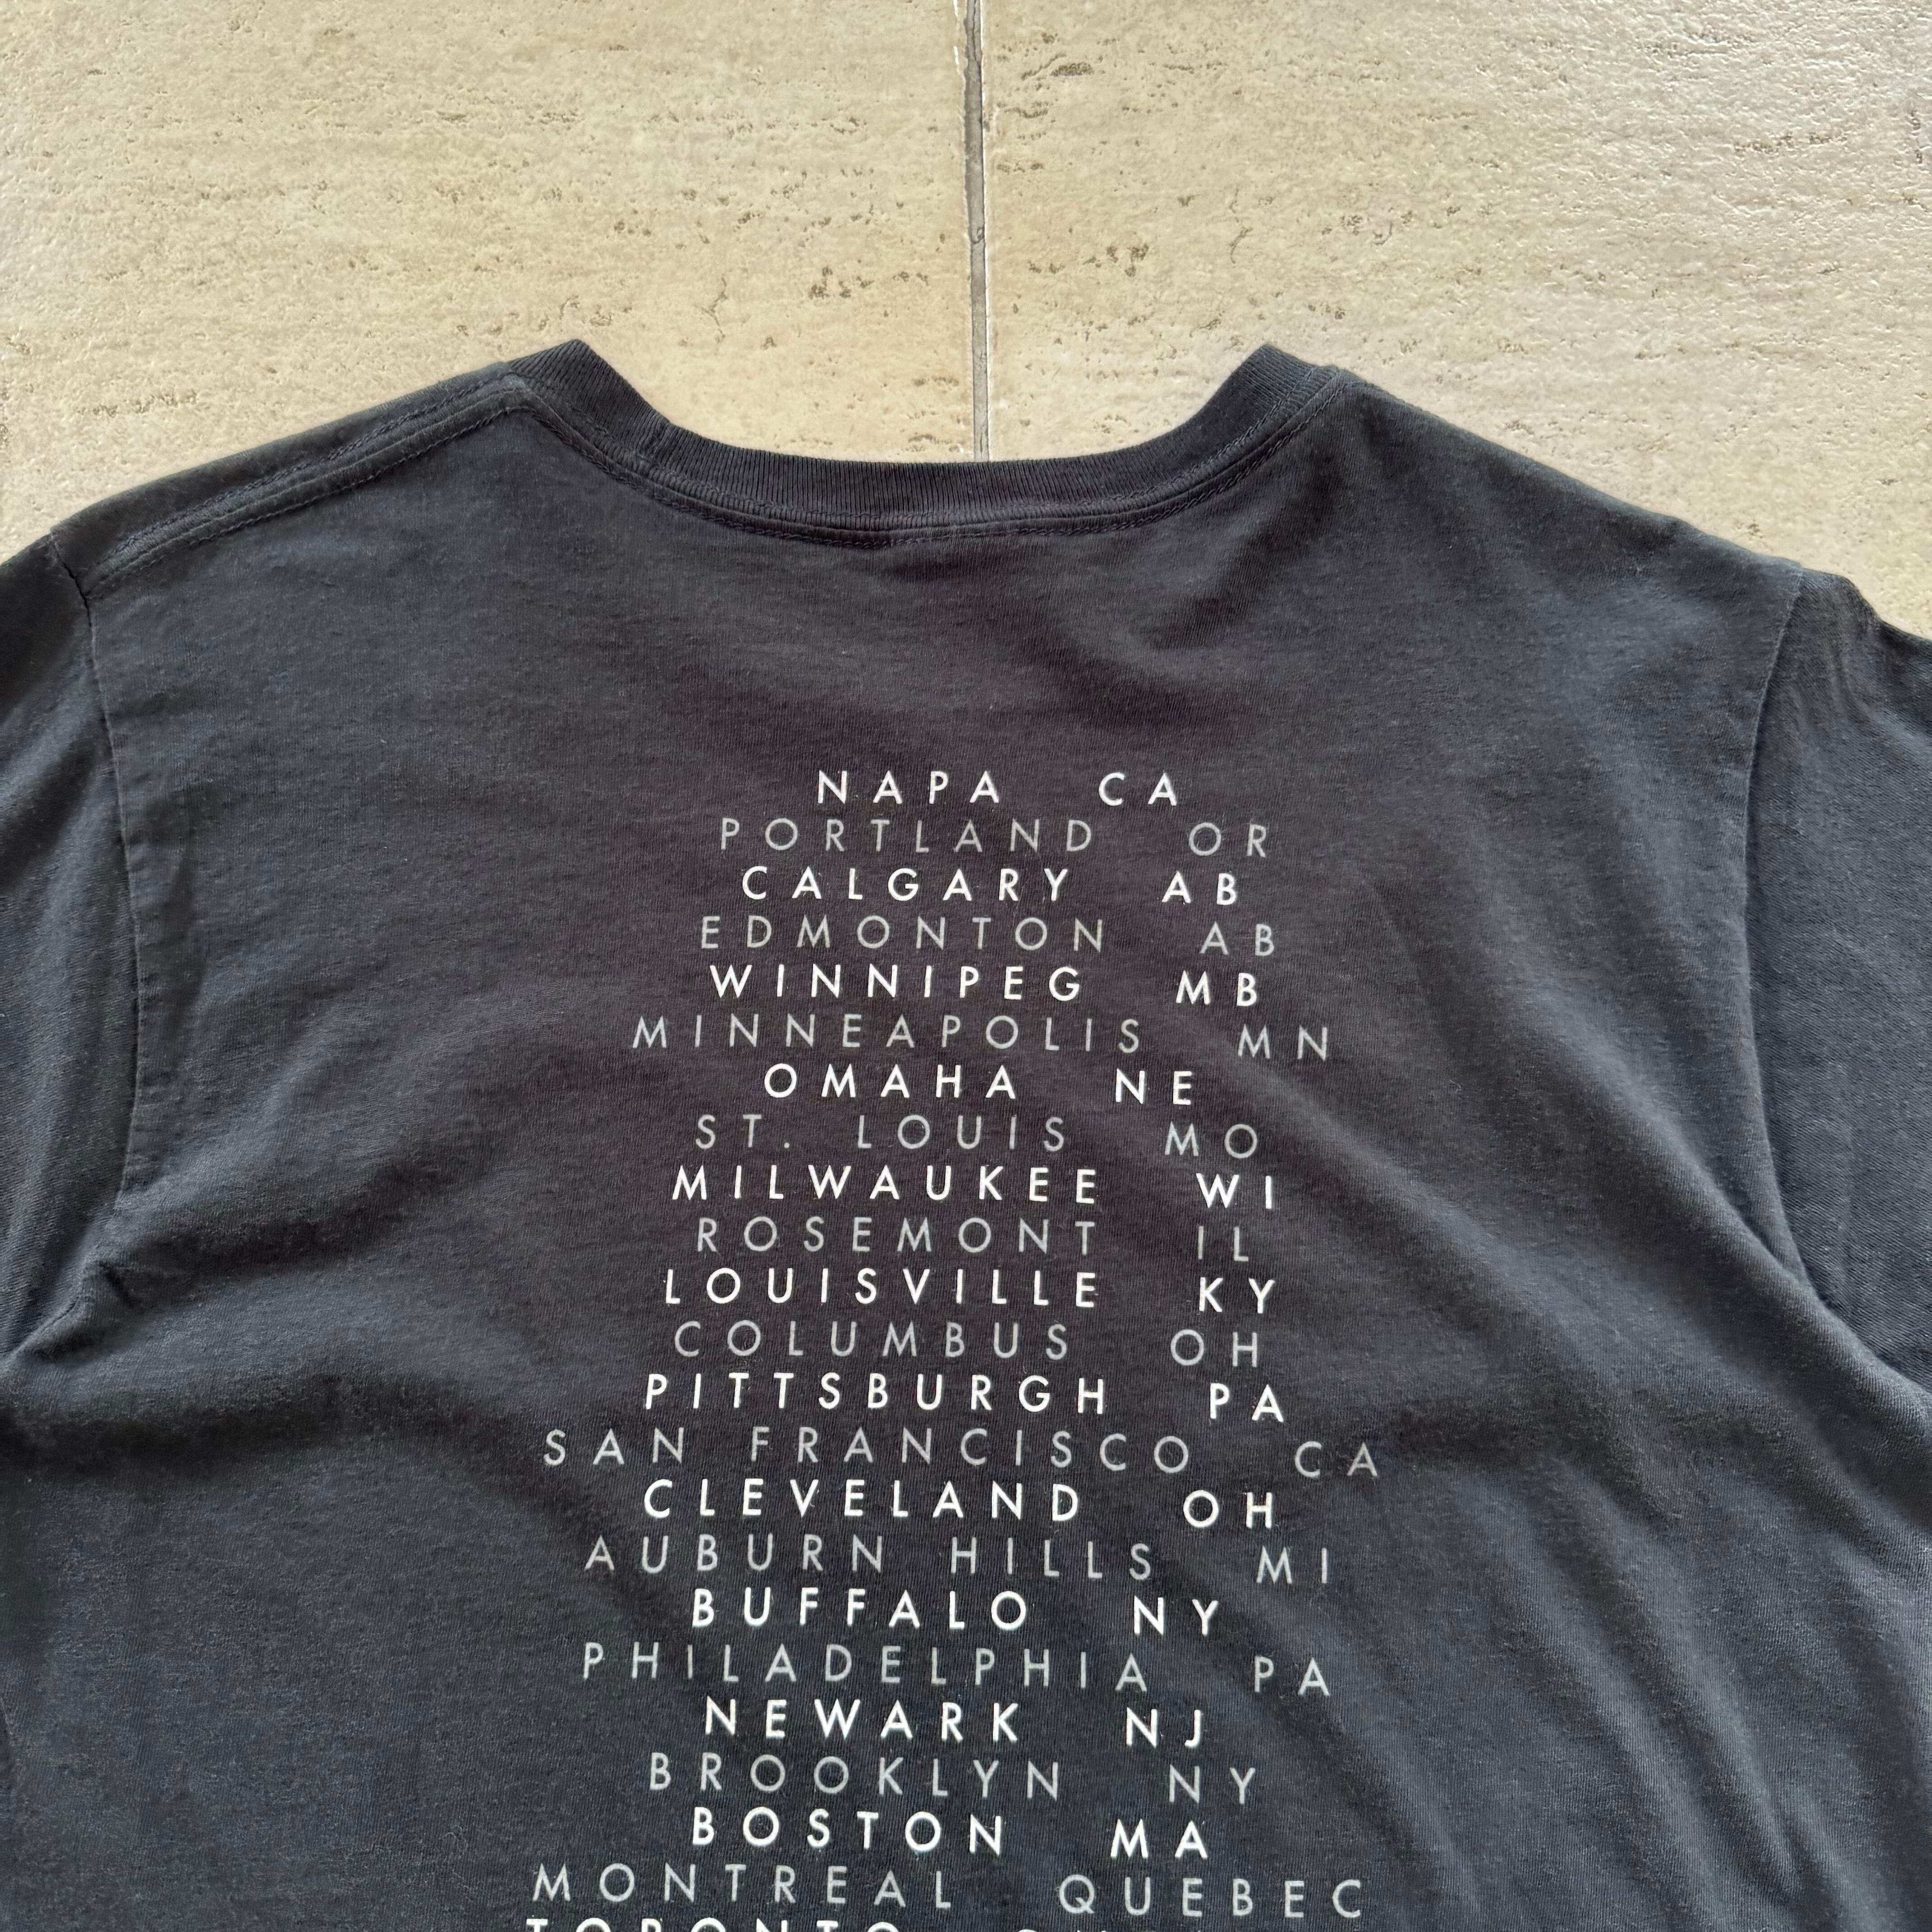 NAPA CA
PORTLAND OR
CALGARY AB
EDMONTON AB
WINNIPEG MB
MINNEAPOLIS MN
OMAHA NE
ST. LOUIS MO
MILWAUKEE WI
ROSEMONT IL
LOUISVILLE KY
COLUMBUS OH
PITTSBURGH PA
SAN FRANCISCO CA
CLEVELAND OH
AUBURN HILLS MI
BUFFALO NY
PHILADELPHIA PA
NEWARK NJ
BROOKLYN NY
BOSTON MA
MONTREAL QUEBEC
TORONTO